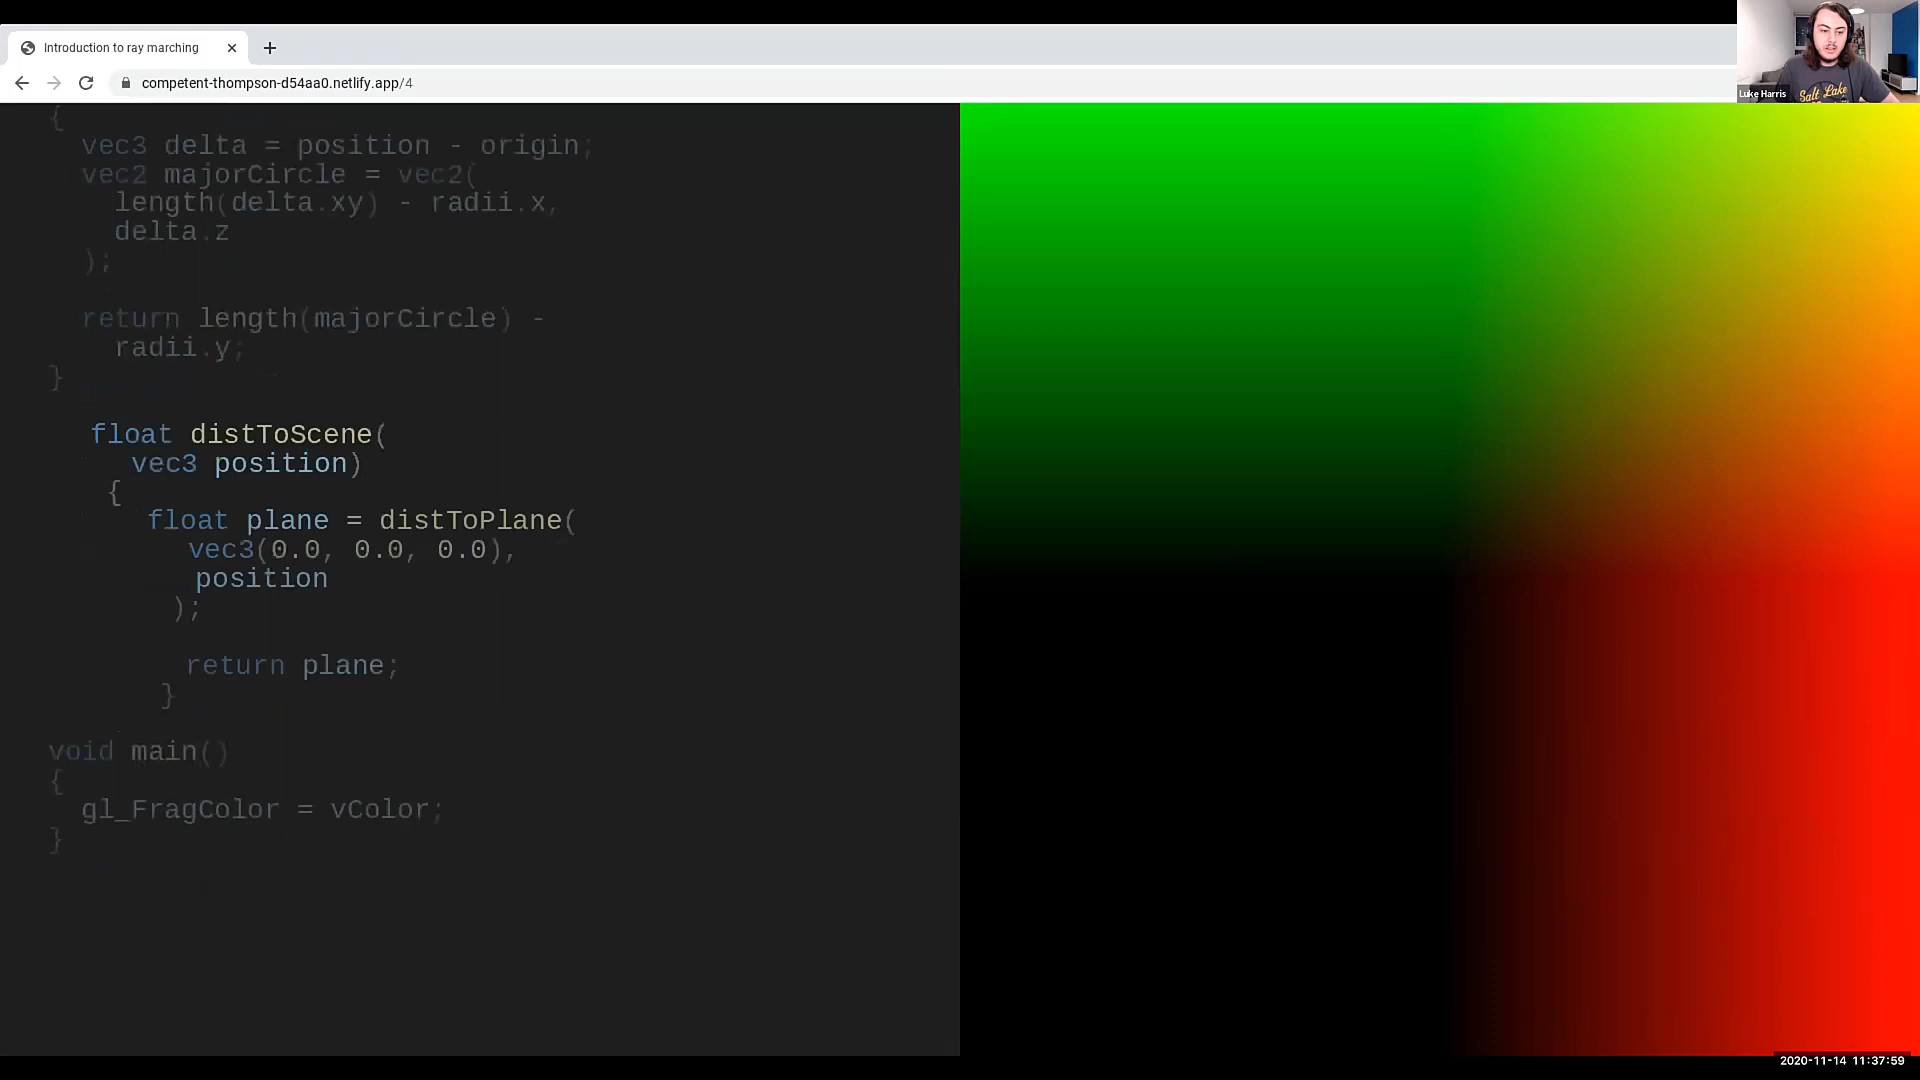 Introduction to ray marching
competent-thompson-d54aa0.netlify.app/4
Luke Harris
Salt Lake
{
vec3 delta = position - origin;
vec2 majorCircle = vec2(
length(delta.xy) - radii.x,
delta.z
);
return length(majorCircle) -
radii.y;
}
float distToScene(
vec3 position)
{
float plane = distToPlane(
vec3(0.0, 0.0, 0.0),
position
);
return plane;
}
void main()
{
gl_FragColor = vColor;
}
2020-11-14 11:37:59